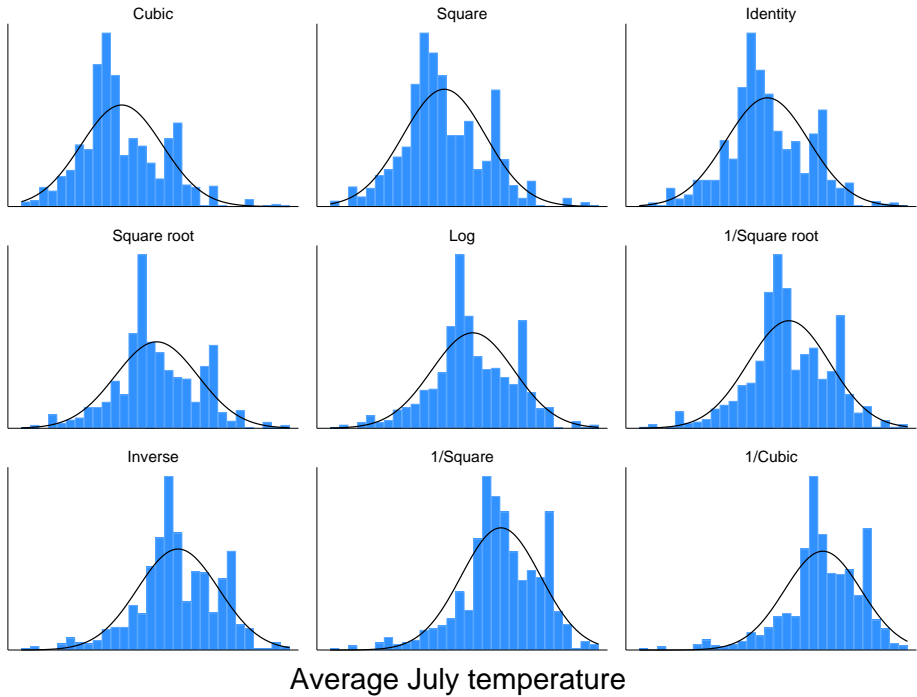 Cubic
Square
Identity
Square root
Log
1/Square root
Inverse
1/Square
1/Cubic
Average July temperature